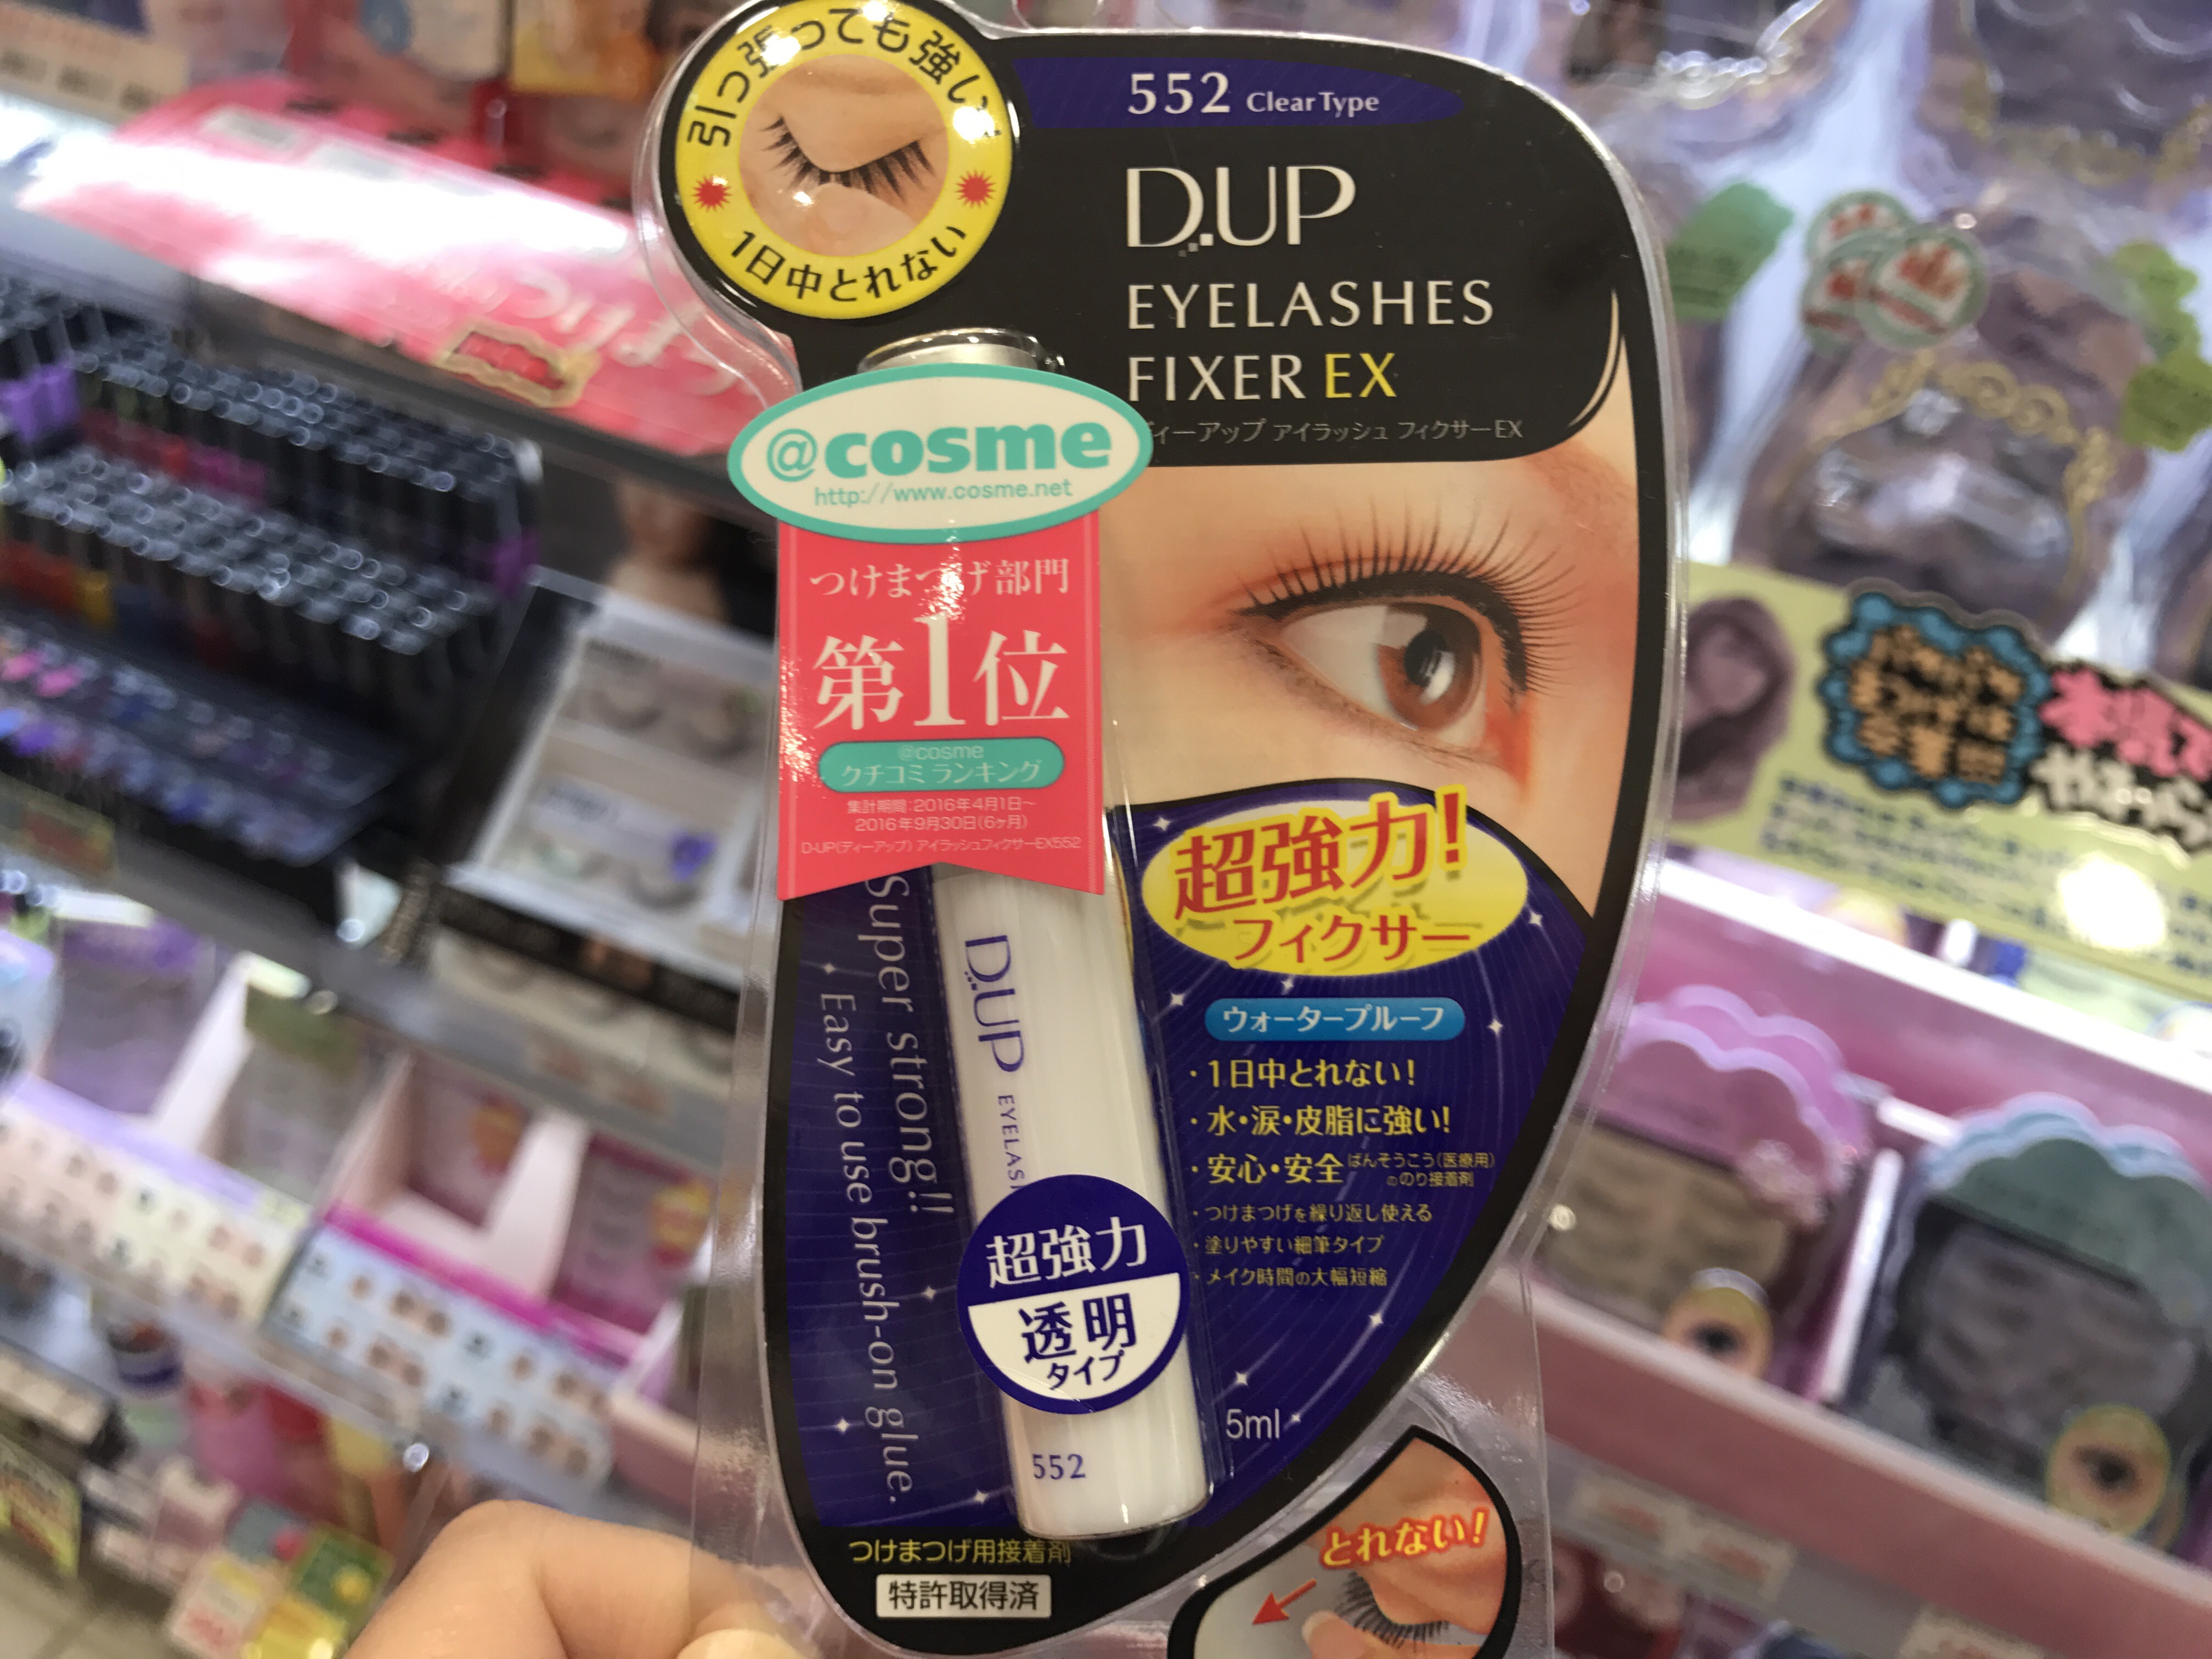 引っ張っても強い
1日中とれない
552 Clear Type
D.UP
EYELASHES
FIXER EX
ディーアップ アイラッシュ フィクサーEX
@cosme
http://www.cosme.net
つけまつげ部門
第1位
@cosme
クチコミランキング
集計期間:2016年4月1日~
2016年9月30日(6ヶ月)
D-UP(ディーアップ) アイラッシュフィクサーEX552
超強力!
フィクサー
ウォータープルーフ
・1日中とれない!
・水・涙・皮脂に強い!
・安心・安全 ばんそうこう(医療用)
ののり接着剤
・つけまつげを繰り返し使える
・塗りやすい細筆タイプ
・メイク時間の大幅短縮
Super strong!!
Easy to use brush-on glue.
D.UP EYELAS
超強力
透明
タイプ
552
5ml
つけまつげ用接着剤
特許取得済
とれない!